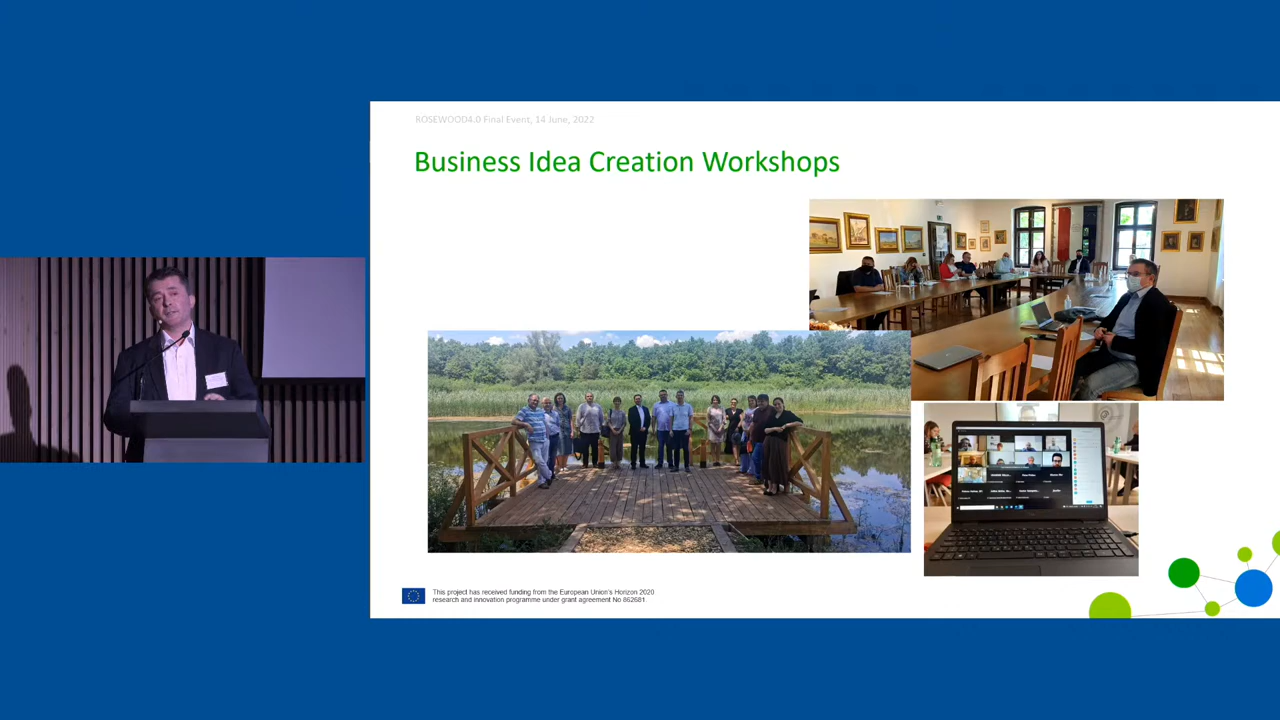 ROSEWOOD4.0 Final Event, 14 June, 2022
Business Idea Creation Workshops
This project has received funding from the European Union's Horizon 2020
research and innovation programme under grant agreement No 862681